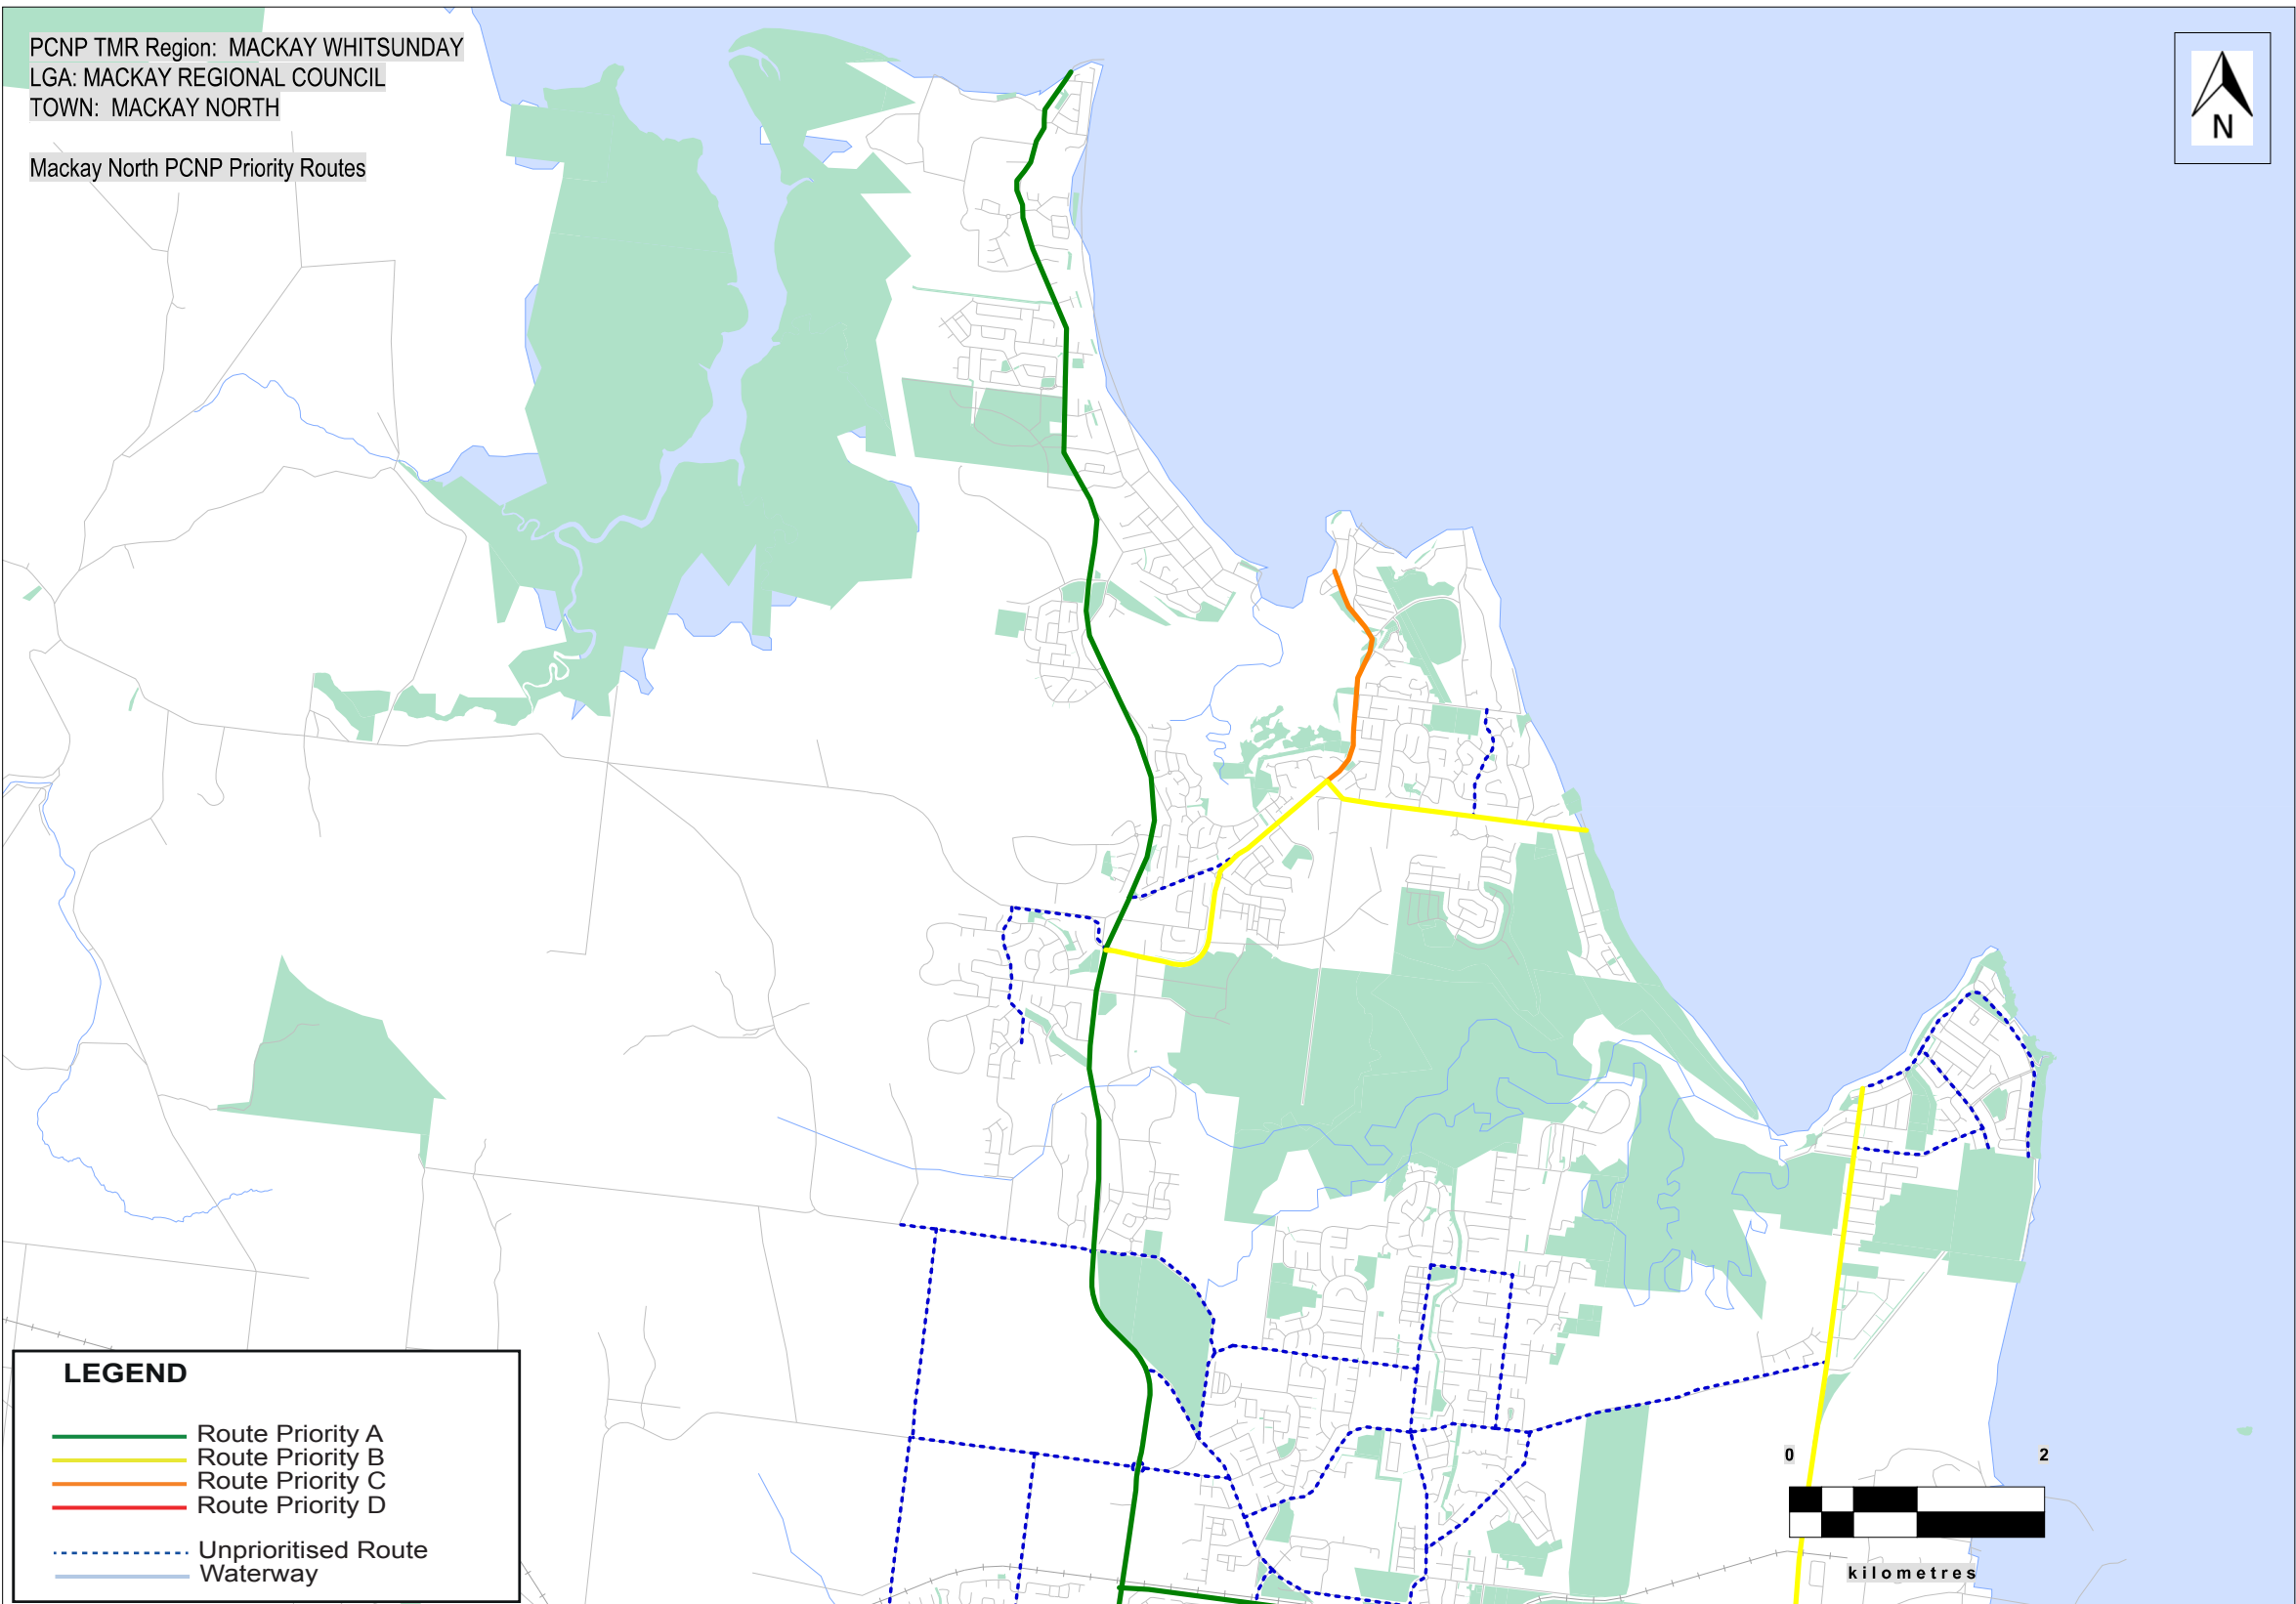 PCNP TMR Region:  MACKAY WHITSUNDAY
LGA: MACKAY REGIONAL COUNCIL
TOWN:  MACKAY NORTH
Mackay North PCNP Priority Routes
N
LEGEND
Route Priority A
Route Priority B
Route Priority C
Route Priority D
Unprioritised Route
Waterway
0 2
kilometres